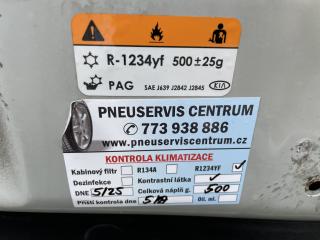 R-1234yf 500±25g
PAG SAE J639 J2842 J2845 KIA
PNEUSERVIS CENTRUM
773 938 886
www.pneuservis-centrum.cz
KONTROLA KLIMATIZACE
Kabinový filtr R134A R1234YF
Dezinfekce Kontrastní látka
DNE 5/25 Celková náplň g. 500
Příští kontrola dne Ol. ml.